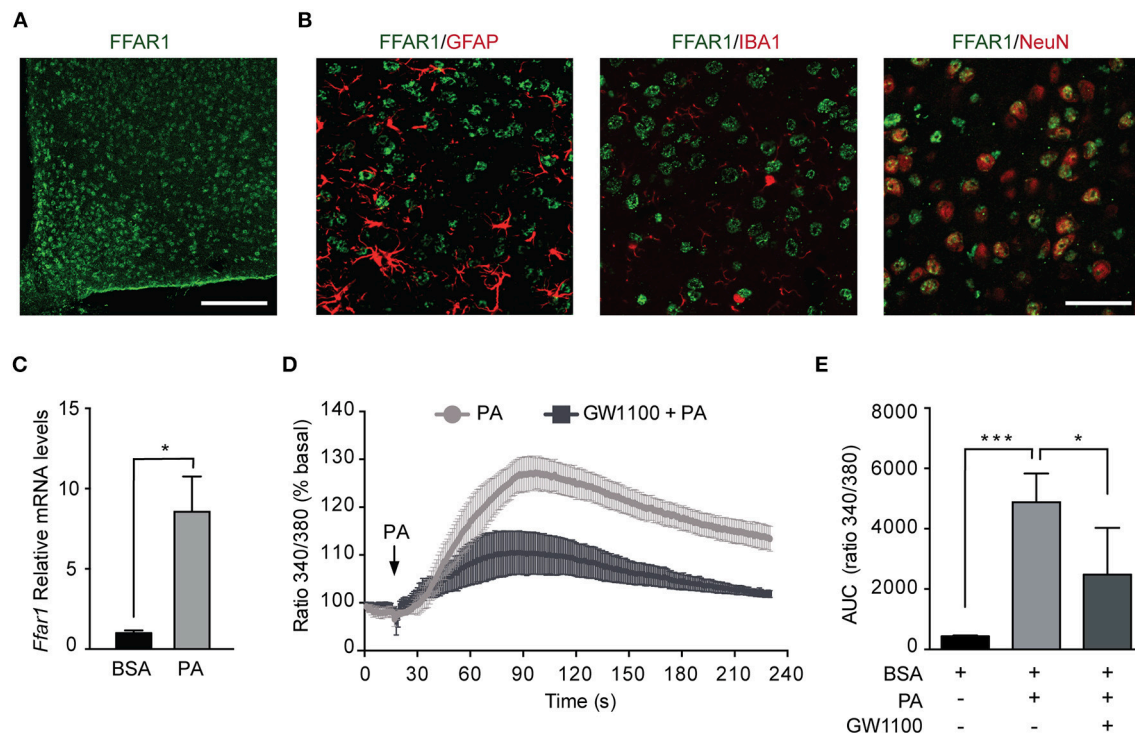 A
FFAR1
B
FFAR1/GFAP
FFAR1/IBA1
FFAR1/NeuN
C
Ffar1 Relative mRNA levels
15
10
5
0
*
BSA
PA
D
Ratio 340/380 (% basal)
140
130
120
110
100
0
PA
GW1100 + PA
PA
0
30
60
90
120
150
180
210
240
Time (s)
E
AUC (ratio 340/380)
8000
6000
4000
2000
0
***
*
BSA + + +
PA - + +
GW1100 - - +